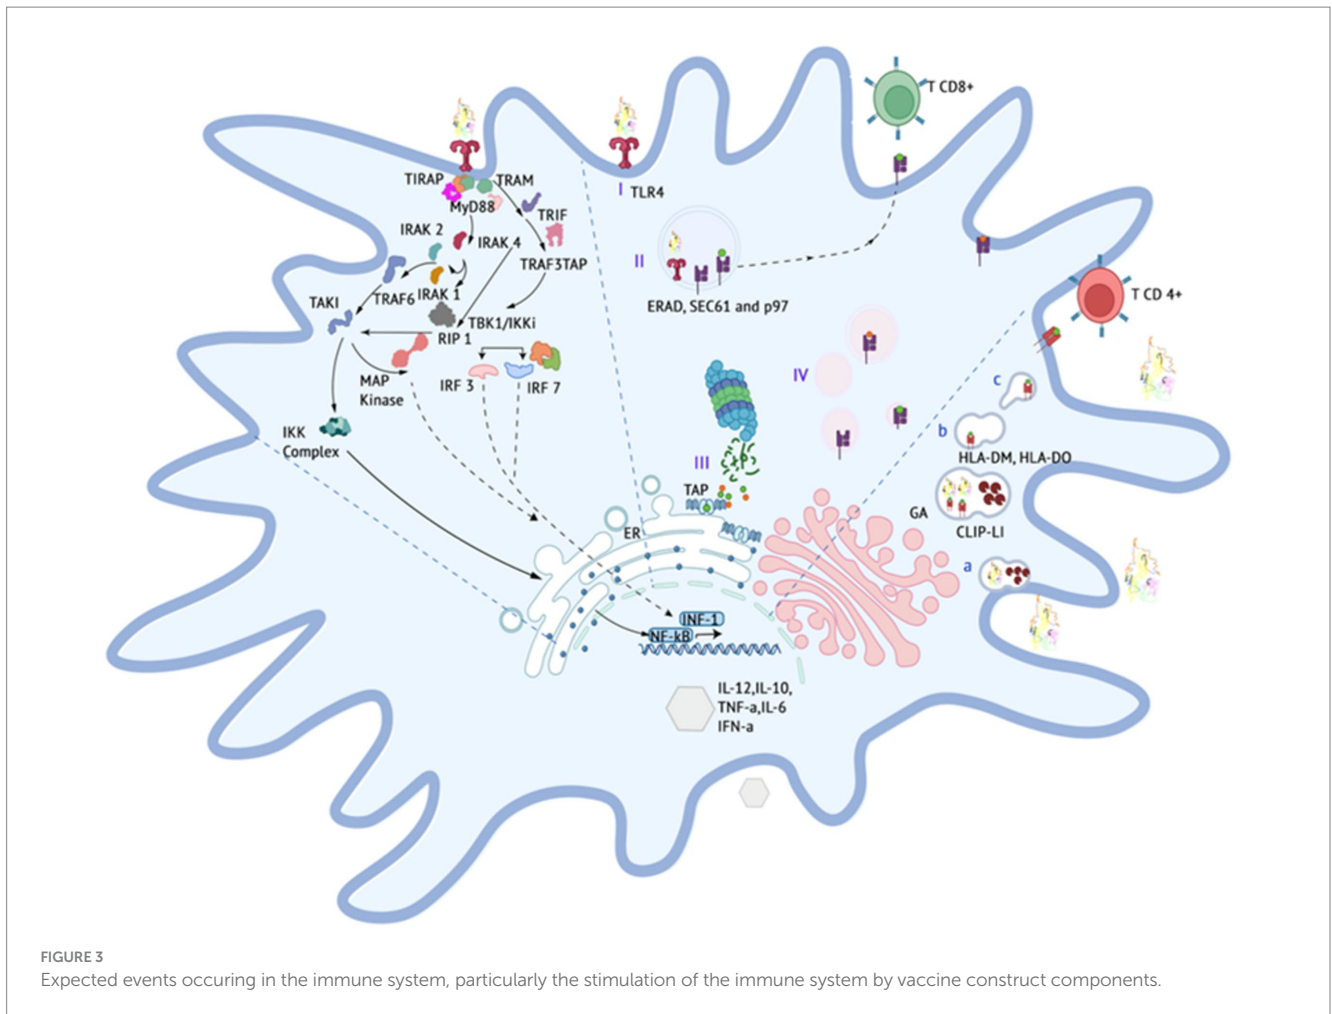 T CD8+
TIRAP
TRAM
I TLR4
MyD88
TRIF
IRAK 2
IRAK 4
II
TRAF3TAP
T CD 4+
TAKI
TRAF6
IRAK 1
ERAD, SEC61 and p97
TBK1/IKKi
RIP 1
MAP
Kinase
IRF 3
IRF 7
IV
c
IKK
Complex
b
HLA-DM, HLA-DO
III
TAP
GA
ER
CLIP-LI
a
INF-1
NF-kB
IL-12,IL-10,
TNF-a,IL-6
IFN-a
FIGURE 3
Expected events occuring in the immune system, particularly the stimulation of the immune system by vaccine construct components.